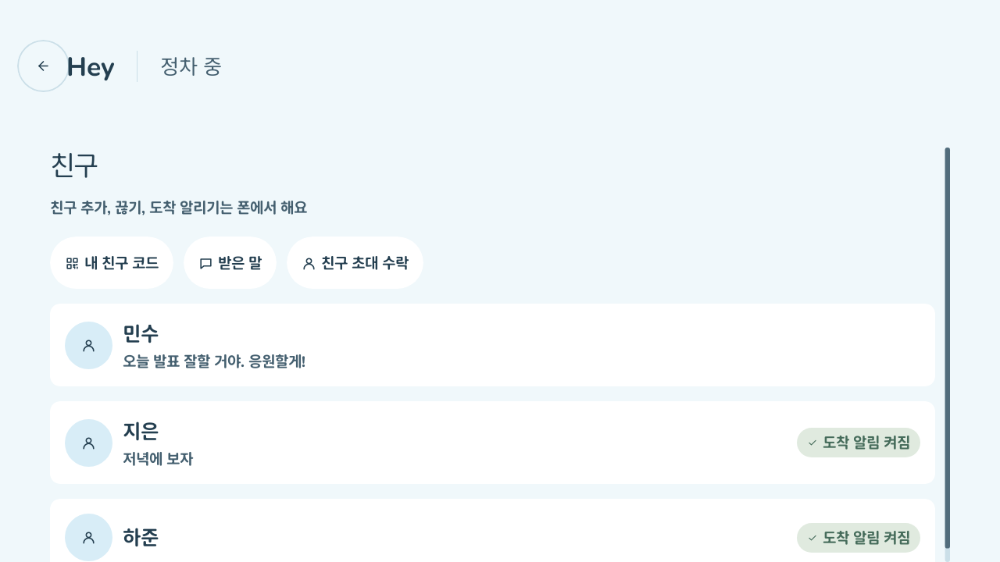 Hey 정차 중
친구
친구 추가, 끊기, 도착 알리기는 폰에서 해요
내 친구 코드 받은 말 친구 초대 수락
민수
오늘 발표 잘할 거야. 응원할게!
지은
저녁에 보자
도착 알림 켜짐
하준
도착 알림 켜짐